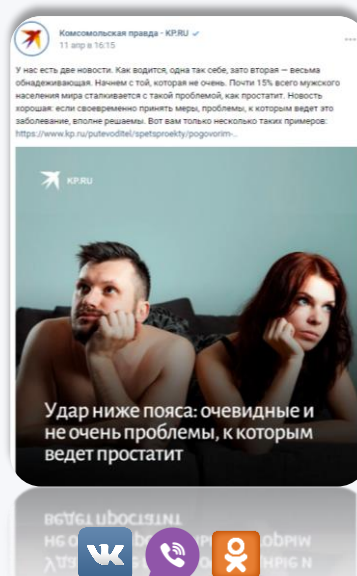 Комсомольская правда - KP.RU
11 апр в 16:15
У нас есть две новости. Как водится, одна так себе, зато вторая — весьма
обнадеживающая. Начнем с той, которая не очень. Почти 15% всего мужского
населения мира сталкивается с такой проблемой, как простатит. Новость
хорошая: если своевременно принять меры, проблемы, к которым ведет это
заболевание, вполне решаемы. Вот вам только несколько таких примеров:
https://www.kp.ru/putevoditel/spetsproekty/pogovorim-..
KP.RU
Удар ниже пояса: очевидные и
не очень проблемы, к которым
ведет простатит